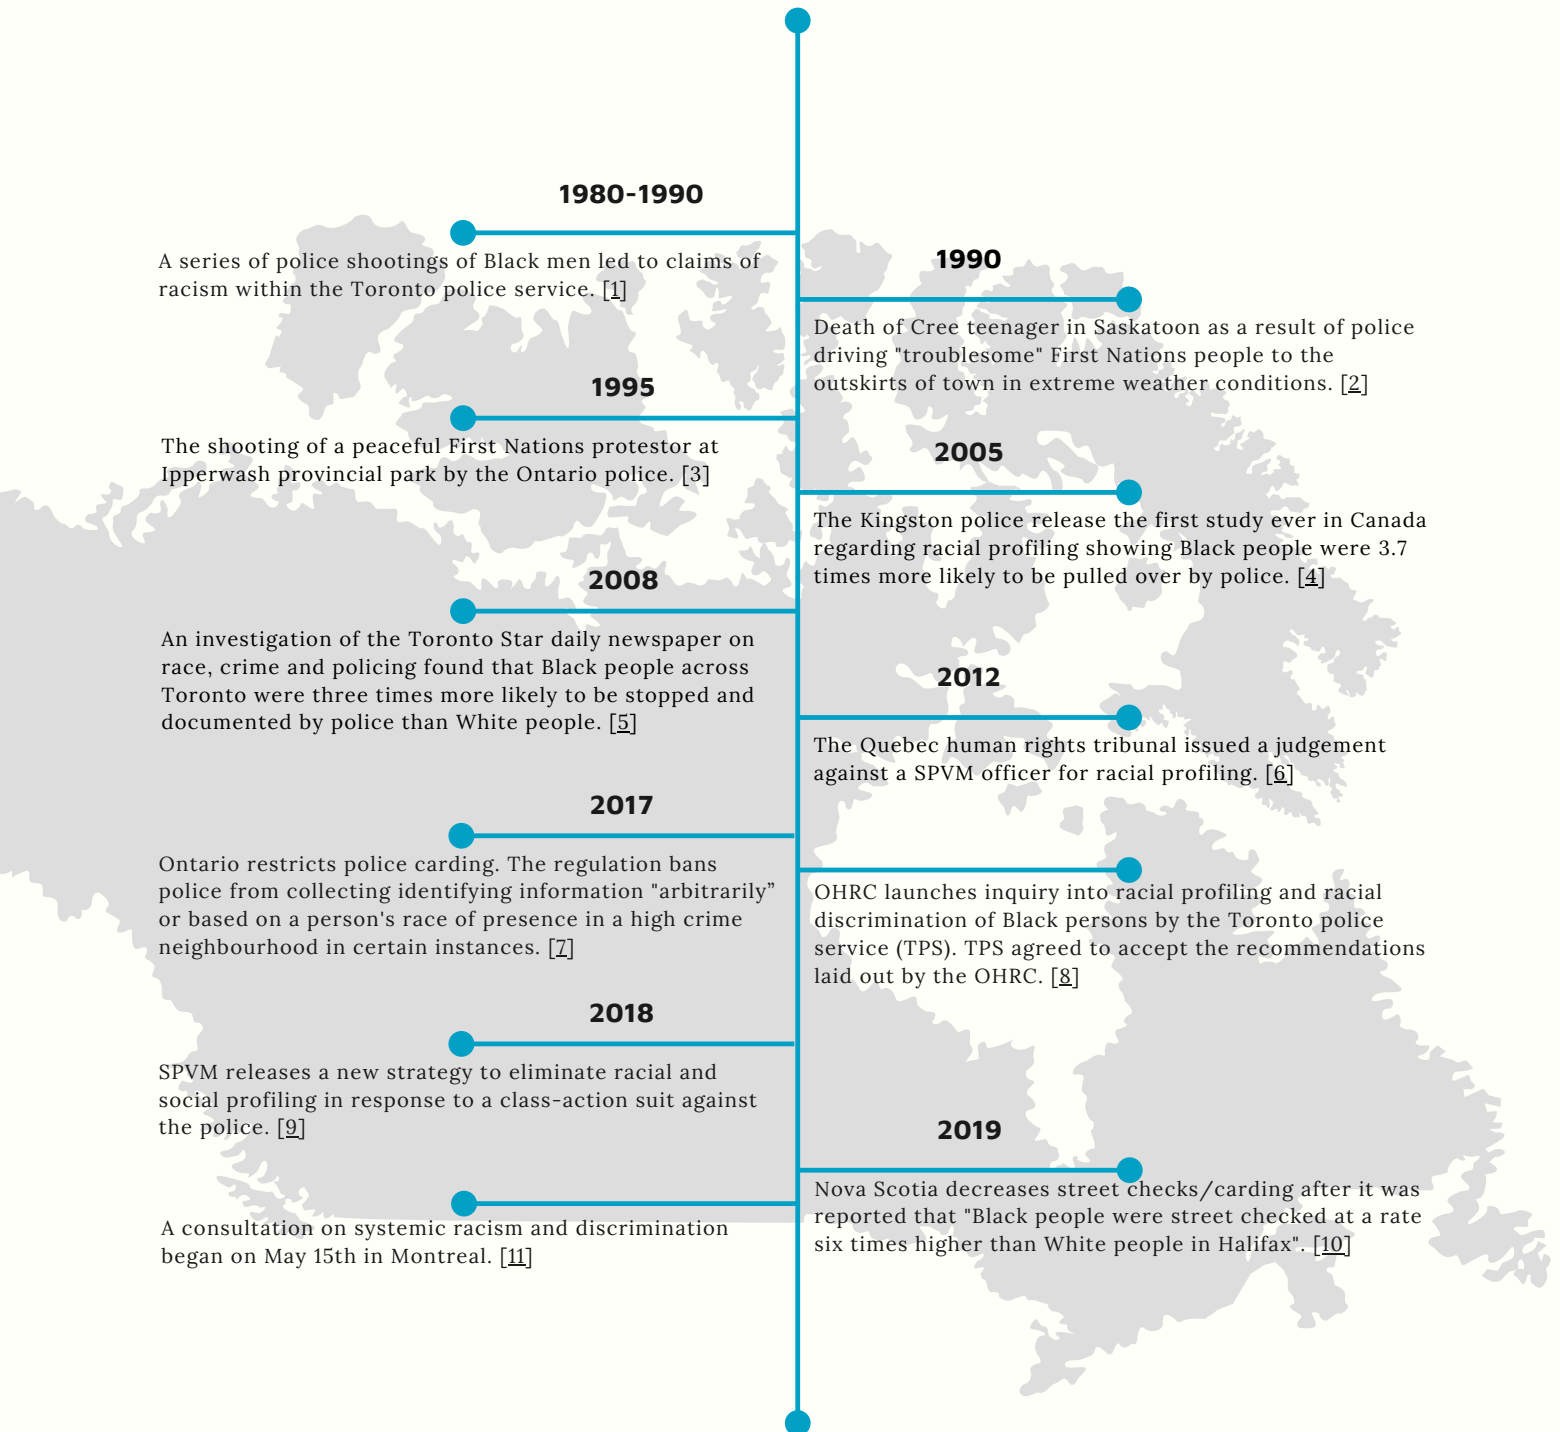 1980-1990
A series of police shootings of Black men led to claims of
racism within the Toronto police service. [1]
1990
Death of Cree teenager in Saskatoon as a result of police
driving "troublesome" First Nations people to the
outskirts of town in extreme weather conditions. [2]
1995
The shooting of a peaceful First Nations protestor at
Ipperwash provincial park by the Ontario police. [3]
2005
The Kingston police release the first study ever in Canada
regarding racial profiling showing Black people were 3.7
times more likely to be pulled over by police. [4]
2008
An investigation of the Toronto Star daily newspaper on
race, crime and policing found that Black people across
Toronto were three times more likely to be stopped and
documented by police than White people. [5]
2012
The Quebec human rights tribunal issued a judgement
against a SPVM officer for racial profiling. [6]
2017
Ontario restricts police carding. The regulation bans
police from collecting identifying information "arbitrarily”
or based on a person's race of presence in a high crime
neighbourhood in certain instances. [7]
OHRC launches inquiry into racial profiling and racial
discrimination of Black persons by the Toronto police
service (TPS). TPS agreed to accept the recommendations
laid out by the OHRC. [8]
2018
SPVM releases a new strategy to eliminate racial and
social profiling in response to a class-action suit against
the police. [9]
2019
Nova Scotia decreases street checks/carding after it was
reported that "Black people were street checked at a rate
six times higher than White people in Halifax". [10]
A consultation on systemic racism and discrimination
began on May 15th in Montreal. [11]